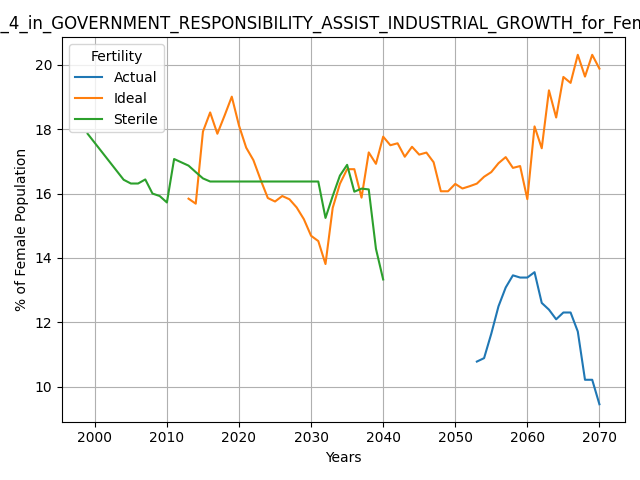 _4_in_GOVERNMENT_RESPONSIBILITY_ASSIST_INDUSTRIAL_GROWTH_for_Fem
Fertility
Actual
Ideal
Sterile
% of Female Population
20
18
16
14
12
10
2000 2010 2020 2030 2040 2050 2060 2070
Years